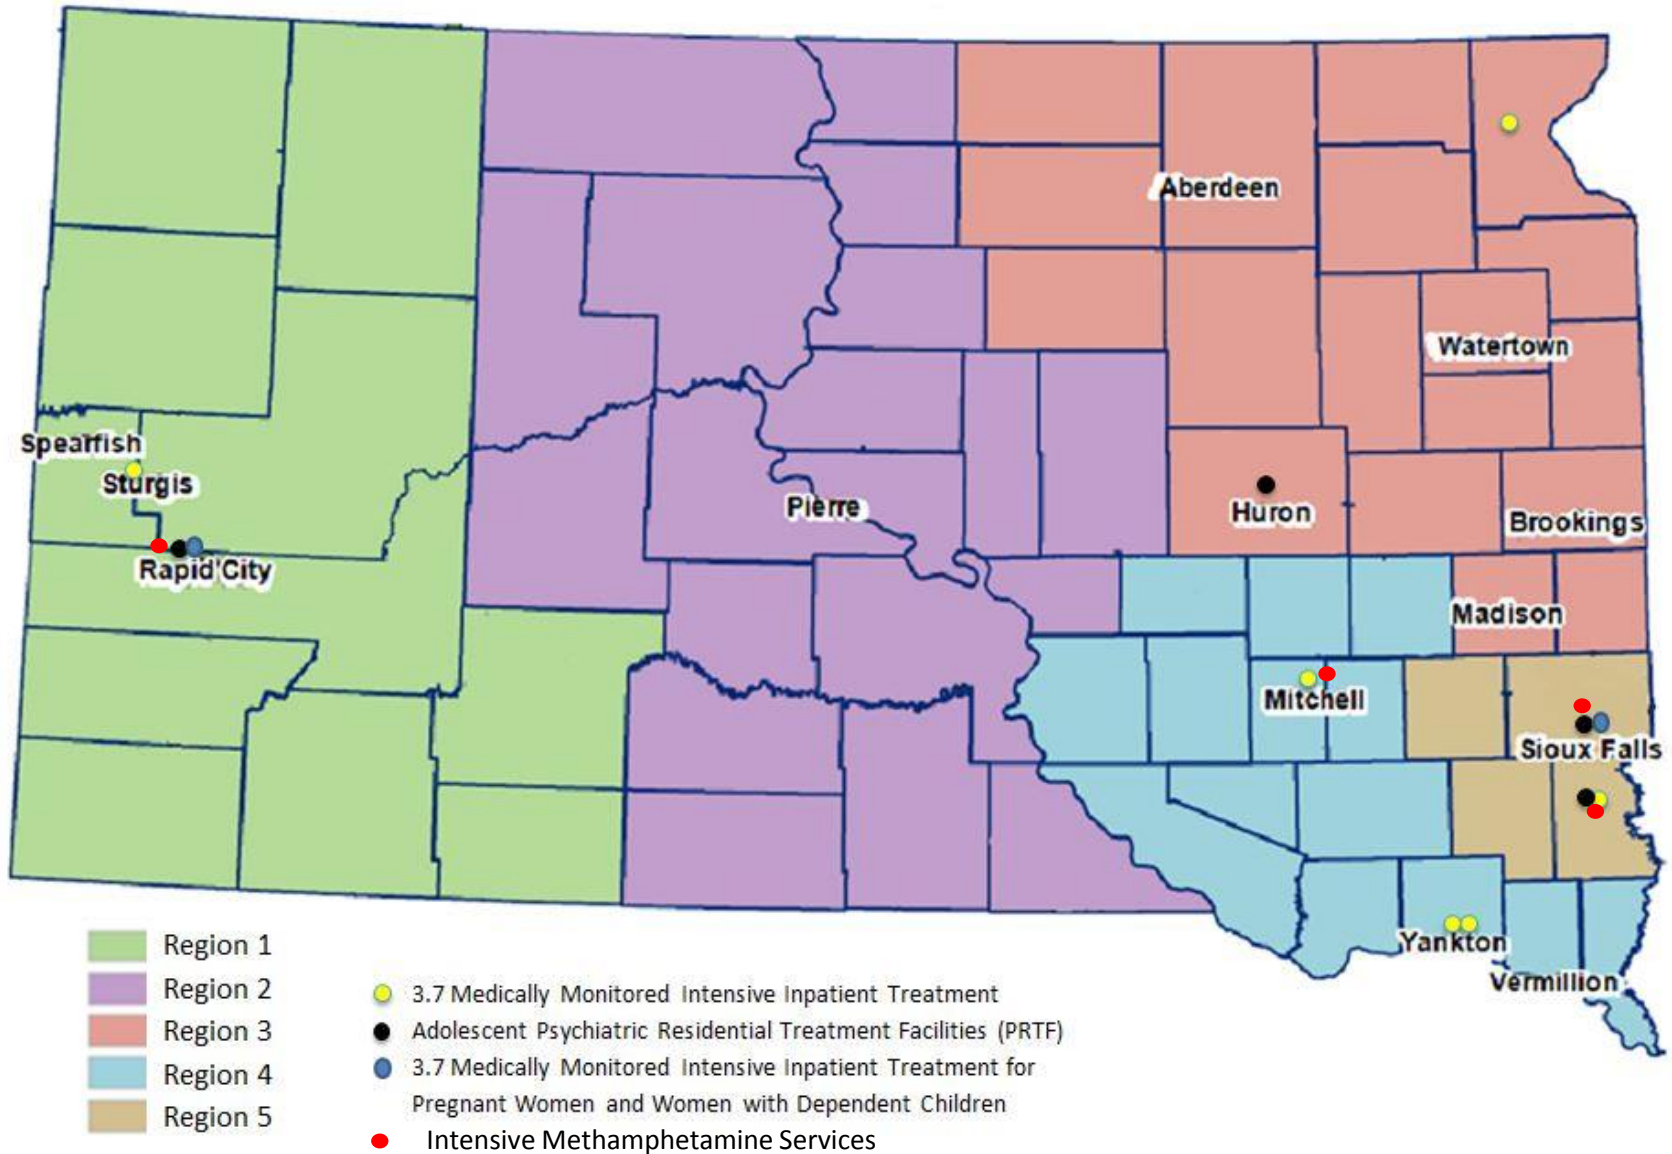 Aberdeen
Watertown
Spearfish
Sturgis
Pierre
Huron
Brookings
Rapid City
Madison
Mitchell
Sioux Falls
Yankton
Vermillion
Region 1
Region 2
Region 3
Region 4
Region 5
3.7 Medically Monitored Intensive Inpatient Treatment
Adolescent Psychiatric Residential Treatment Facilities (PRTF)
3.7 Medically Monitored Intensive Inpatient Treatment for
Pregnant Women and Women with Dependent Children
Intensive Methamphetamine Services